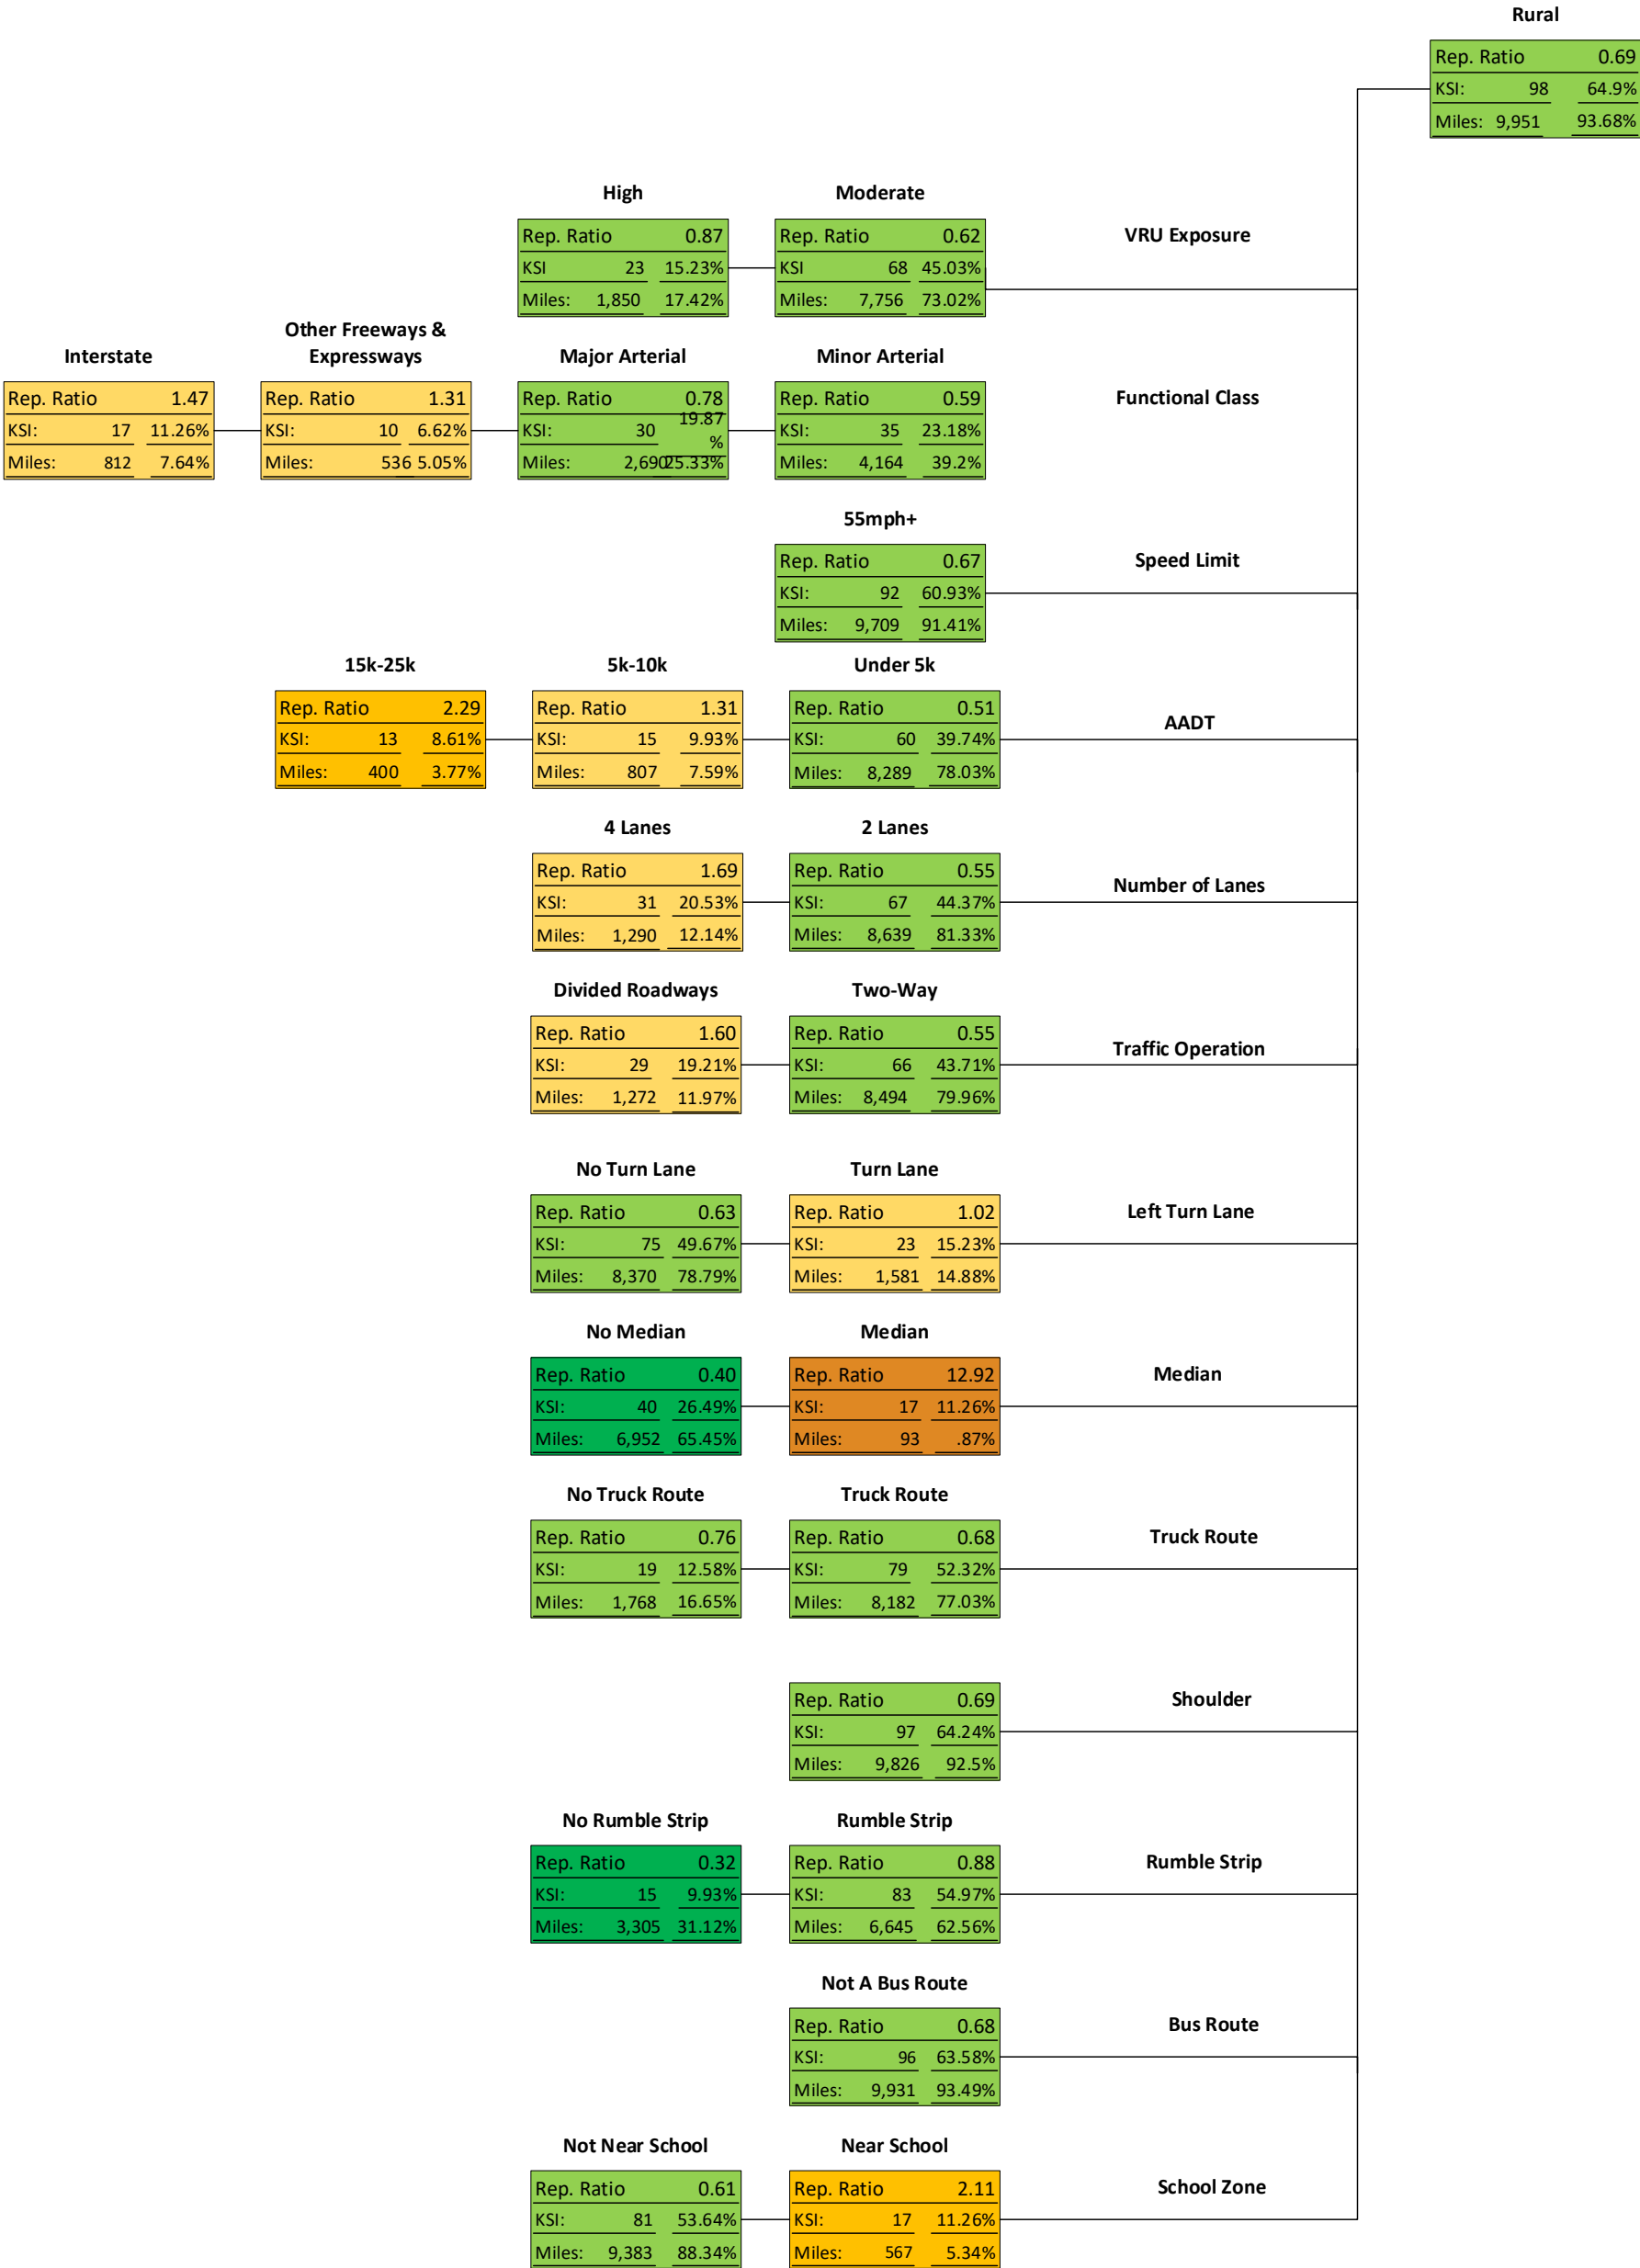 Rural
Rep. Ratio 0.69
KSI: 98 64.9%
Miles: 9,951 93.68%
High
Rep. Ratio 0.87
KSI 23 15.23%
Miles: 1,850 17.42%
Moderate
Rep. Ratio 0.62
KSI 68 45.03%
Miles: 7,756 73.02%
VRU Exposure
Interstate
Rep. Ratio 1.47
KSI: 17 11.26%
Miles: 812 7.64%
Other Freeways &
Expressways
Rep. Ratio 1.31
KSI: 10 6.62%
Miles: 536 5.05%
Major Arterial
Rep. Ratio 0.78
KSI: 30 19.87
%
Miles: 2,690 25.33%
Minor Arterial
Rep. Ratio 0.59
KSI: 35 23.18%
Miles: 4,164 39.2%
Functional Class
55mph+
Rep. Ratio 0.67
KSI: 92 60.93%
Miles: 9,709 91.41%
Speed Limit
15k-25k
Rep. Ratio 2.29
KSI: 13 8.61%
Miles: 400 3.77%
5k-10k
Rep. Ratio 1.31
KSI: 15 9.93%
Miles: 807 7.59%
Under 5k
Rep. Ratio 0.51
KSI: 60 39.74%
Miles: 8,289 78.03%
AADT
4 Lanes
Rep. Ratio 1.69
KSI: 31 20.53%
Miles: 1,290 12.14%
2 Lanes
Rep. Ratio 0.55
KSI: 67 44.37%
Miles: 8,639 81.33%
Number of Lanes
Divided Roadways
Rep. Ratio 1.60
KSI: 29 19.21%
Miles: 1,272 11.97%
Two-Way
Rep. Ratio 0.55
KSI: 66 43.71%
Miles: 8,494 79.96%
Traffic Operation
No Turn Lane
Rep. Ratio 0.63
KSI: 75 49.67%
Miles: 8,370 78.79%
Turn Lane
Rep. Ratio 1.02
KSI: 23 15.23%
Miles: 1,581 14.88%
Left Turn Lane
No Median
Rep. Ratio 0.40
KSI: 40 26.49%
Miles: 6,952 65.45%
Median
Rep. Ratio 12.92
KSI: 17 11.26%
Miles: 93 .87%
Median
No Truck Route
Rep. Ratio 0.76
KSI: 19 12.58%
Miles: 1,768 16.65%
Truck Route
Rep. Ratio 0.68
KSI: 79 52.32%
Miles: 8,182 77.03%
Truck Route
Rep. Ratio 0.69
KSI: 97 64.24%
Miles: 9,826 92.5%
Shoulder
No Rumble Strip
Rep. Ratio 0.32
KSI: 15 9.93%
Miles: 3,305 31.12%
Rumble Strip
Rep. Ratio 0.88
KSI: 83 54.97%
Miles: 6,645 62.56%
Rumble Strip
Not A Bus Route
Rep. Ratio 0.68
KSI: 96 63.58%
Miles: 9,931 93.49%
Bus Route
Not Near School
Rep. Ratio 0.61
KSI: 81 53.64%
Miles: 9,383 88.34%
Near School
Rep. Ratio 2.11
KSI: 17 11.26%
Miles: 567 5.34%
School Zone